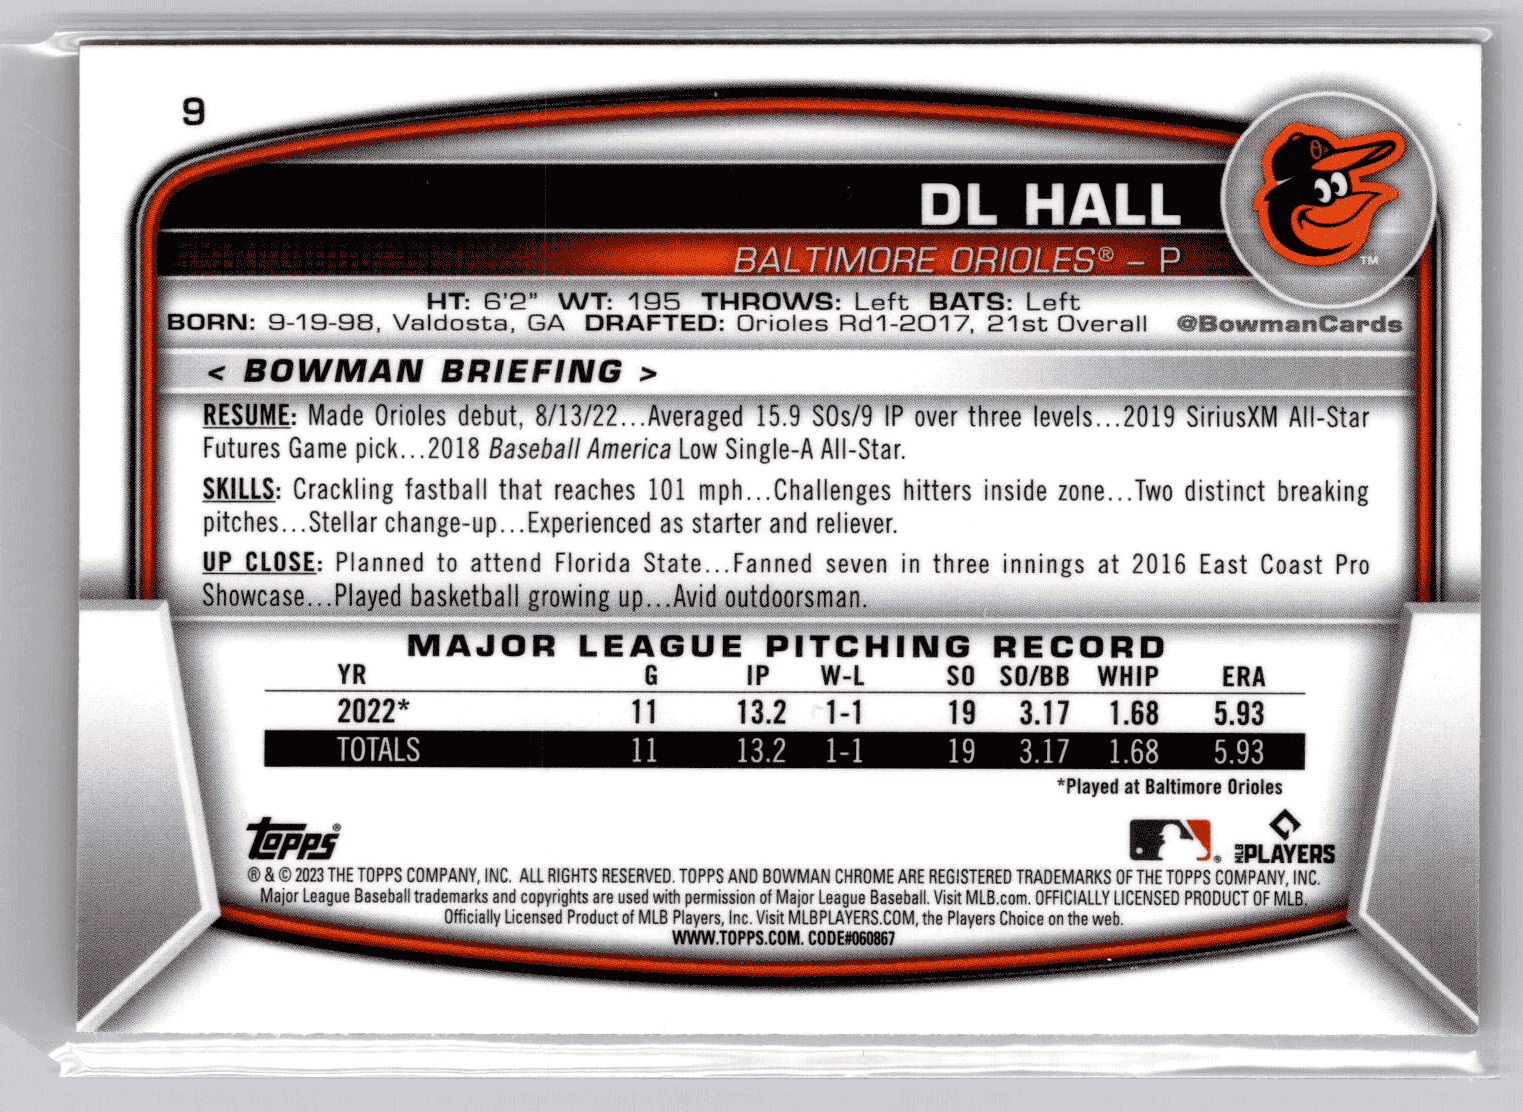 9
DL HALL
BALTIMORE ORIOLES® – P
TM
HT: 6'2" WT: 195 THROWS: Left BATS: Left
BORN: 9-19-98, Valdosta, GA DRAFTED: Orioles Rd1-2017, 21st Overall @BowmanCards
< BOWMAN BRIEFING >
RESUME: Made Orioles debut, 8/13/22...Averaged 15.9 SOs/9 IP over three levels...2019 SiriusXM All-Star
Futures Game pick...2018 Baseball America Low Single-A All-Star.
SKILLS: Crackling fastball that reaches 101 mph...Challenges hitters inside zone...Two distinct breaking
pitches...Stellar change-up...Experienced as starter and reliever.
UP CLOSE: Planned to attend Florida State...Fanned seven in three innings at 2016 East Coast Pro
Showcase...Played basketball growing up...Avid outdoorsman.
MAJOR LEAGUE PITCHING RECORD
YR G IP W-L SO SO/BB WHIP ERA
2022* 11 13.2 1-1 19 3.17 1.68 5.93
TOTALS 11 13.2 1-1 19 3.17 1.68 5.93
*Played at Baltimore Orioles
TOPPS® MLB PLAYERS
® & © 2023 THE TOPPS COMPANY, INC. ALL RIGHTS RESERVED. TOPPS AND BOWMAN CHROME ARE REGISTERED TRADEMARKS OF THE TOPPS COMPANY, INC.
Major League Baseball trademarks and copyrights are used with permission of Major League Baseball. Visit MLB.com. OFFICIALLY LICENSED PRODUCT OF MLB.
Officially Licensed Product of MLB Players, Inc. Visit MLBPLAYERS.COM, the Players Choice on the web.
WWW.TOPPS.COM. CODE#060867